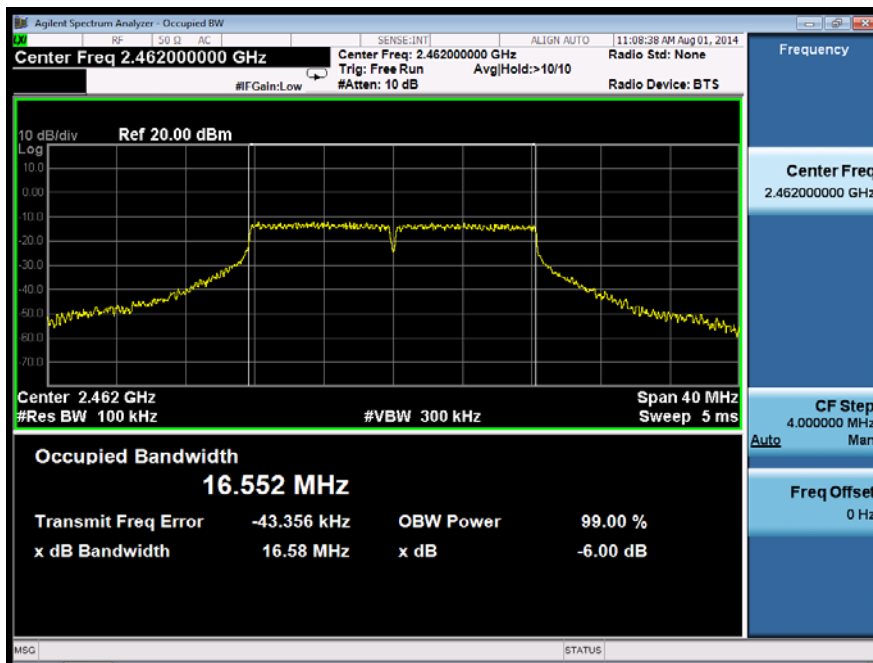 Agilent Spectrum Analyzer - Occupied BW
LXI RF 50 Ω AC SENSE:INT ALIGN AUTO 11:08:38 AM Aug 01, 2014
Center Freq 2.462000000 GHz
Center Freq: 2.462000000 GHz
Radio Std: None
Trig: Free Run Avg|Hold:>10/10
#IFGain:Low
#Atten: 10 dB
Radio Device: BTS
10 dB/div Ref 20.00 dBm
Log
10.0
0.00
-10.0
-20.0
-30.0
-40.0
-50.0
-60.0
-70.0
Center 2.462 GHz Span 40 MHz
#Res BW 100 kHz #VBW 300 kHz Sweep 5 ms
Occupied Bandwidth
16.552 MHz
Transmit Freq Error -43.356 kHz OBW Power 99.00 %
x dB Bandwidth 16.58 MHz x dB -6.00 dB
MSG STATUS
Frequency
Center Freq
2.462000000 GHz
CF Step
4.000000 MHz
Auto Man
Freq Offset
0 Hz